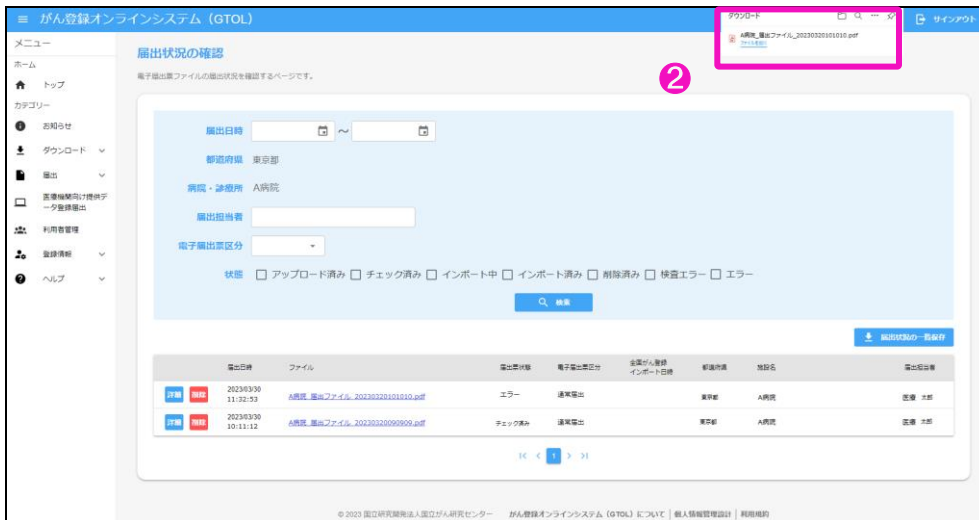 がん登録オンラインシステム（GTOL）
ダウンロード
サインアウト
A病院_届出ファイル_20230320101010.pdf
ファイルを開く
2
メニュー
ホーム
トップ
カテゴリー
お知らせ
ダウンロード
届出
医療機関向け提供デ
ータ登録届出
利用者管理
登録情報
ヘルプ
届出状況の確認
電子届出票ファイルの届出状況を確認するページです。
届出日時 ～
都道府県 東京都
病院・診療所 A病院
届出担当者
電子届出票区分
状態 アップロード済み チェック済み インポート中 インポート済み 削除済み 検査エラー エラー
検索
届出状況の一覧保存
届出日時 ファイル 届出票状態 電子届出票区分 全国がん登録 都道府県 施設名 届出担当者
インポート日時
詳細 削除 2023/03/30 A病院_届出ファイル_20230320101010.pdf エラー 通常届出 東京都 A病院 医療 太郎
11:32:53
詳細 削除 2023/03/30 A病院_届出ファイル_20230320090909.pdf チェック済み 通常届出 東京都 A病院 医療 太郎
10:11:12
1
© 2023 国立研究開発法人国立がん研究センター がん登録オンラインシステム（GTOL）について | 個人情報管理設計 | 利用規約